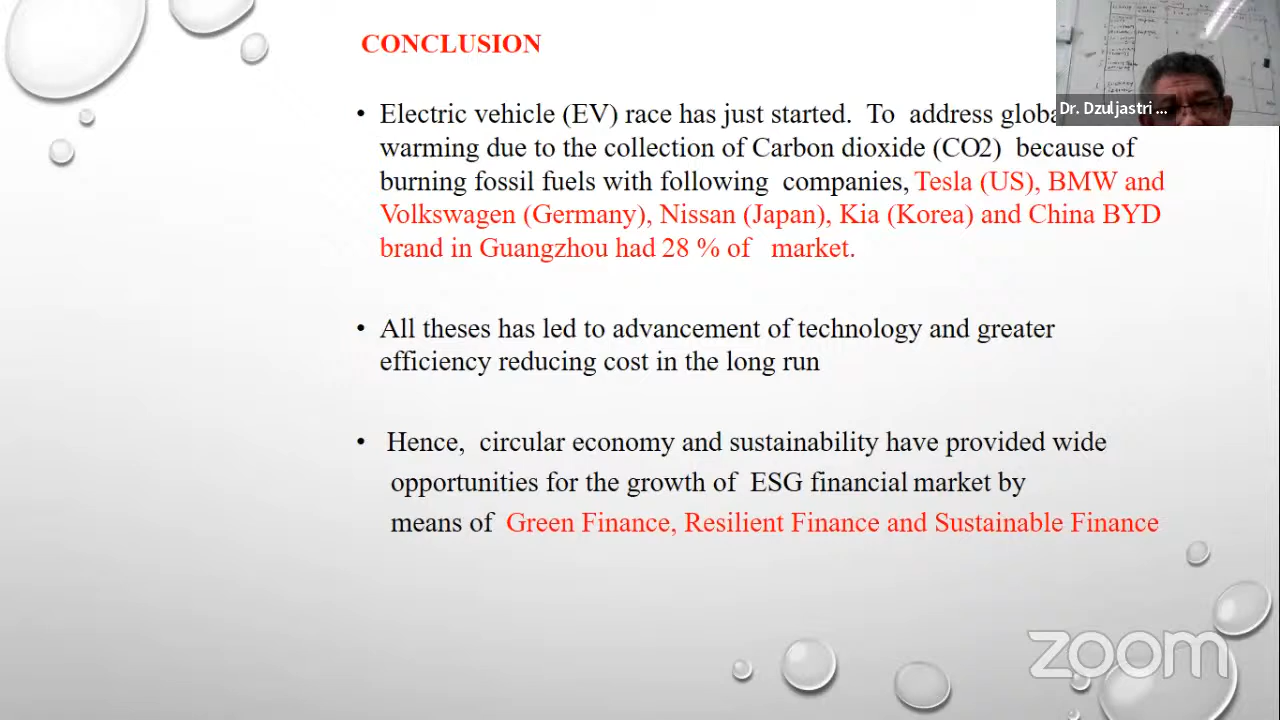 CONCLUSION
Dr. Dzuljastri ...
• Electric vehicle (EV) race has just started. To address
warming due to the collection of Carbon dioxide (CO2) because of
burning fossil fuels with following companies, Tesla (US), BMW and
Volkswagen (Germany), Nissan (Japan), Kia (Korea) and China BYD
brand in Guangzhou had 28 % of market.
• All theses has led to advancement of technology and greater
efficiency reducing cost in the long run
• Hence, circular economy and sustainability have provided wide
opportunities for the growth of ESG financial market by
means of Green Finance, Resilient Finance and Sustainable Finance
zoom